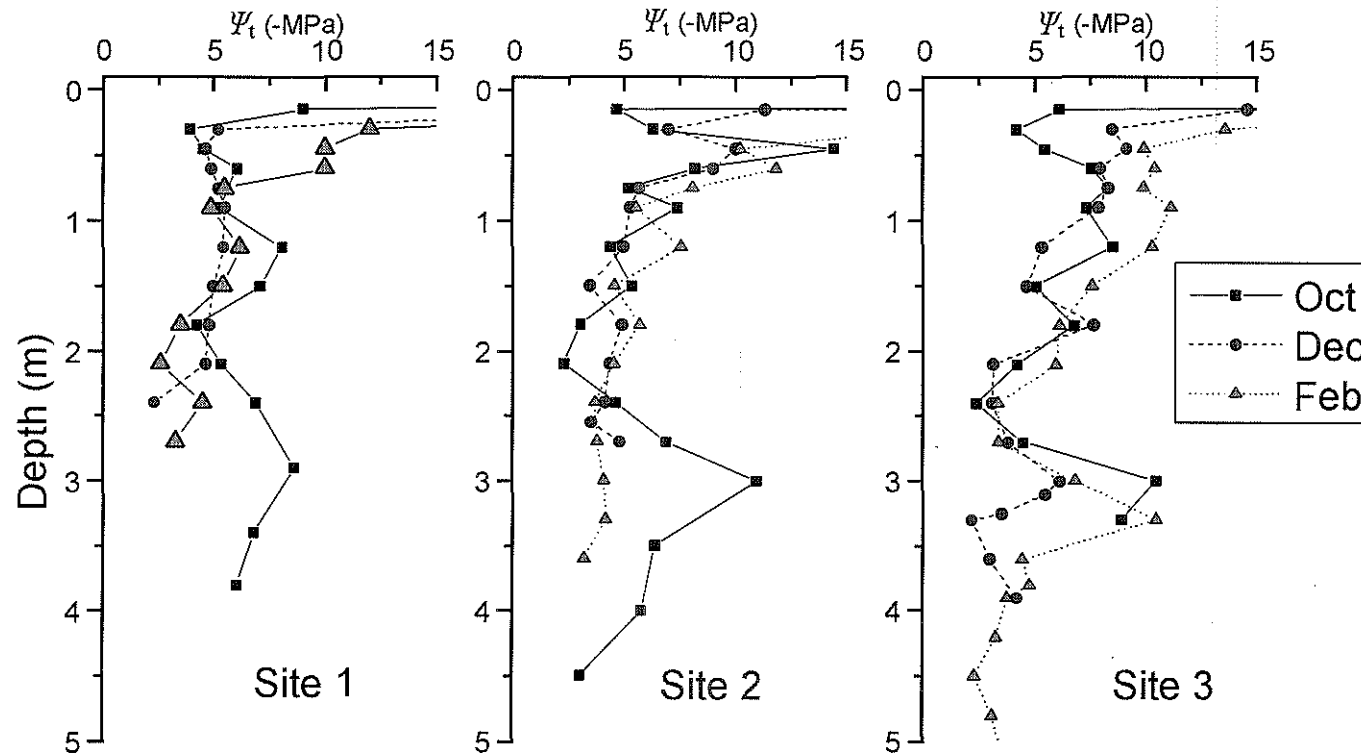 Ψt (-MPa) Ψt (-MPa) Ψt (-MPa)
0 5 10 15 0 5 10 15 0 5 10 15
0 0 0
1 1 1
Oct
Dec
2 2 2
Feb
Depth (m)
3 3 3
4 4 4
Site 1 Site 2 Site 3
5 5 5